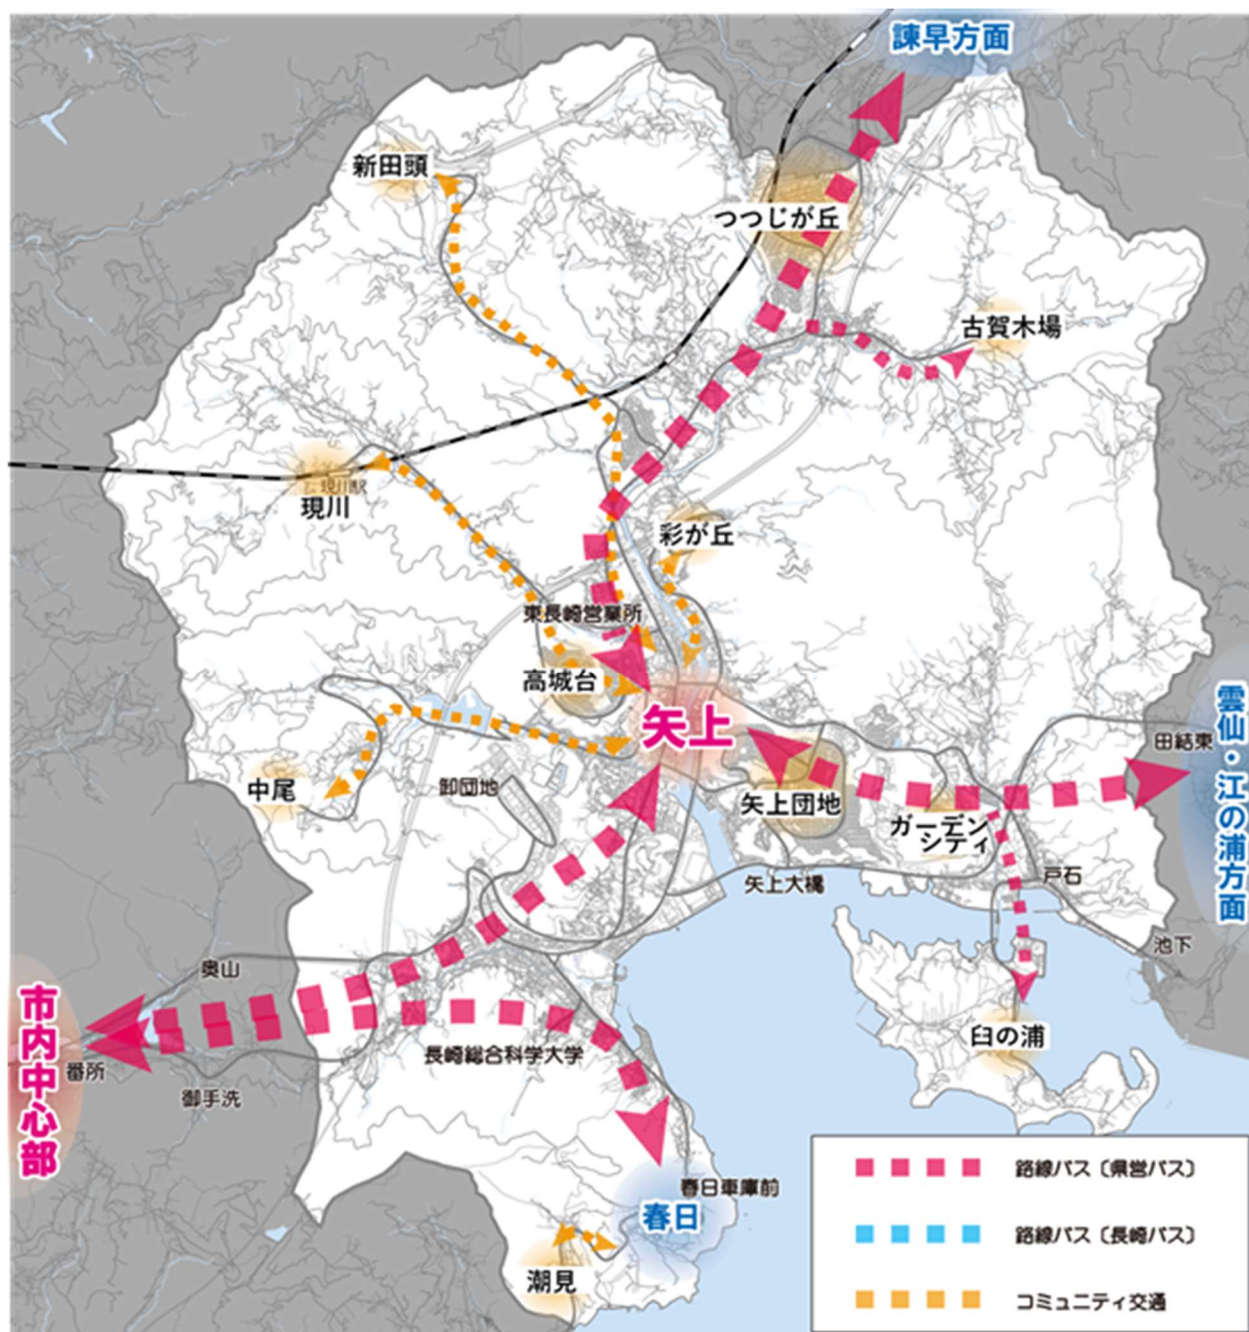 諫早方面
新田頭
つつじが丘
古賀木場
現川駅
現川
彩が丘
東長崎営業所
高城台
矢上
雲仙・江の浦方面
田結東
中尾
卸団地
矢上団地
ガーデン
シティ
矢上大橋
戸石
池下
奥山
市内中心部
臼の浦
長崎総合科学大学
番所
御手洗
春日車庫前
春日
潮見
路線バス〔県営バス〕
路線バス〔長崎バス〕
コミュニティ交通